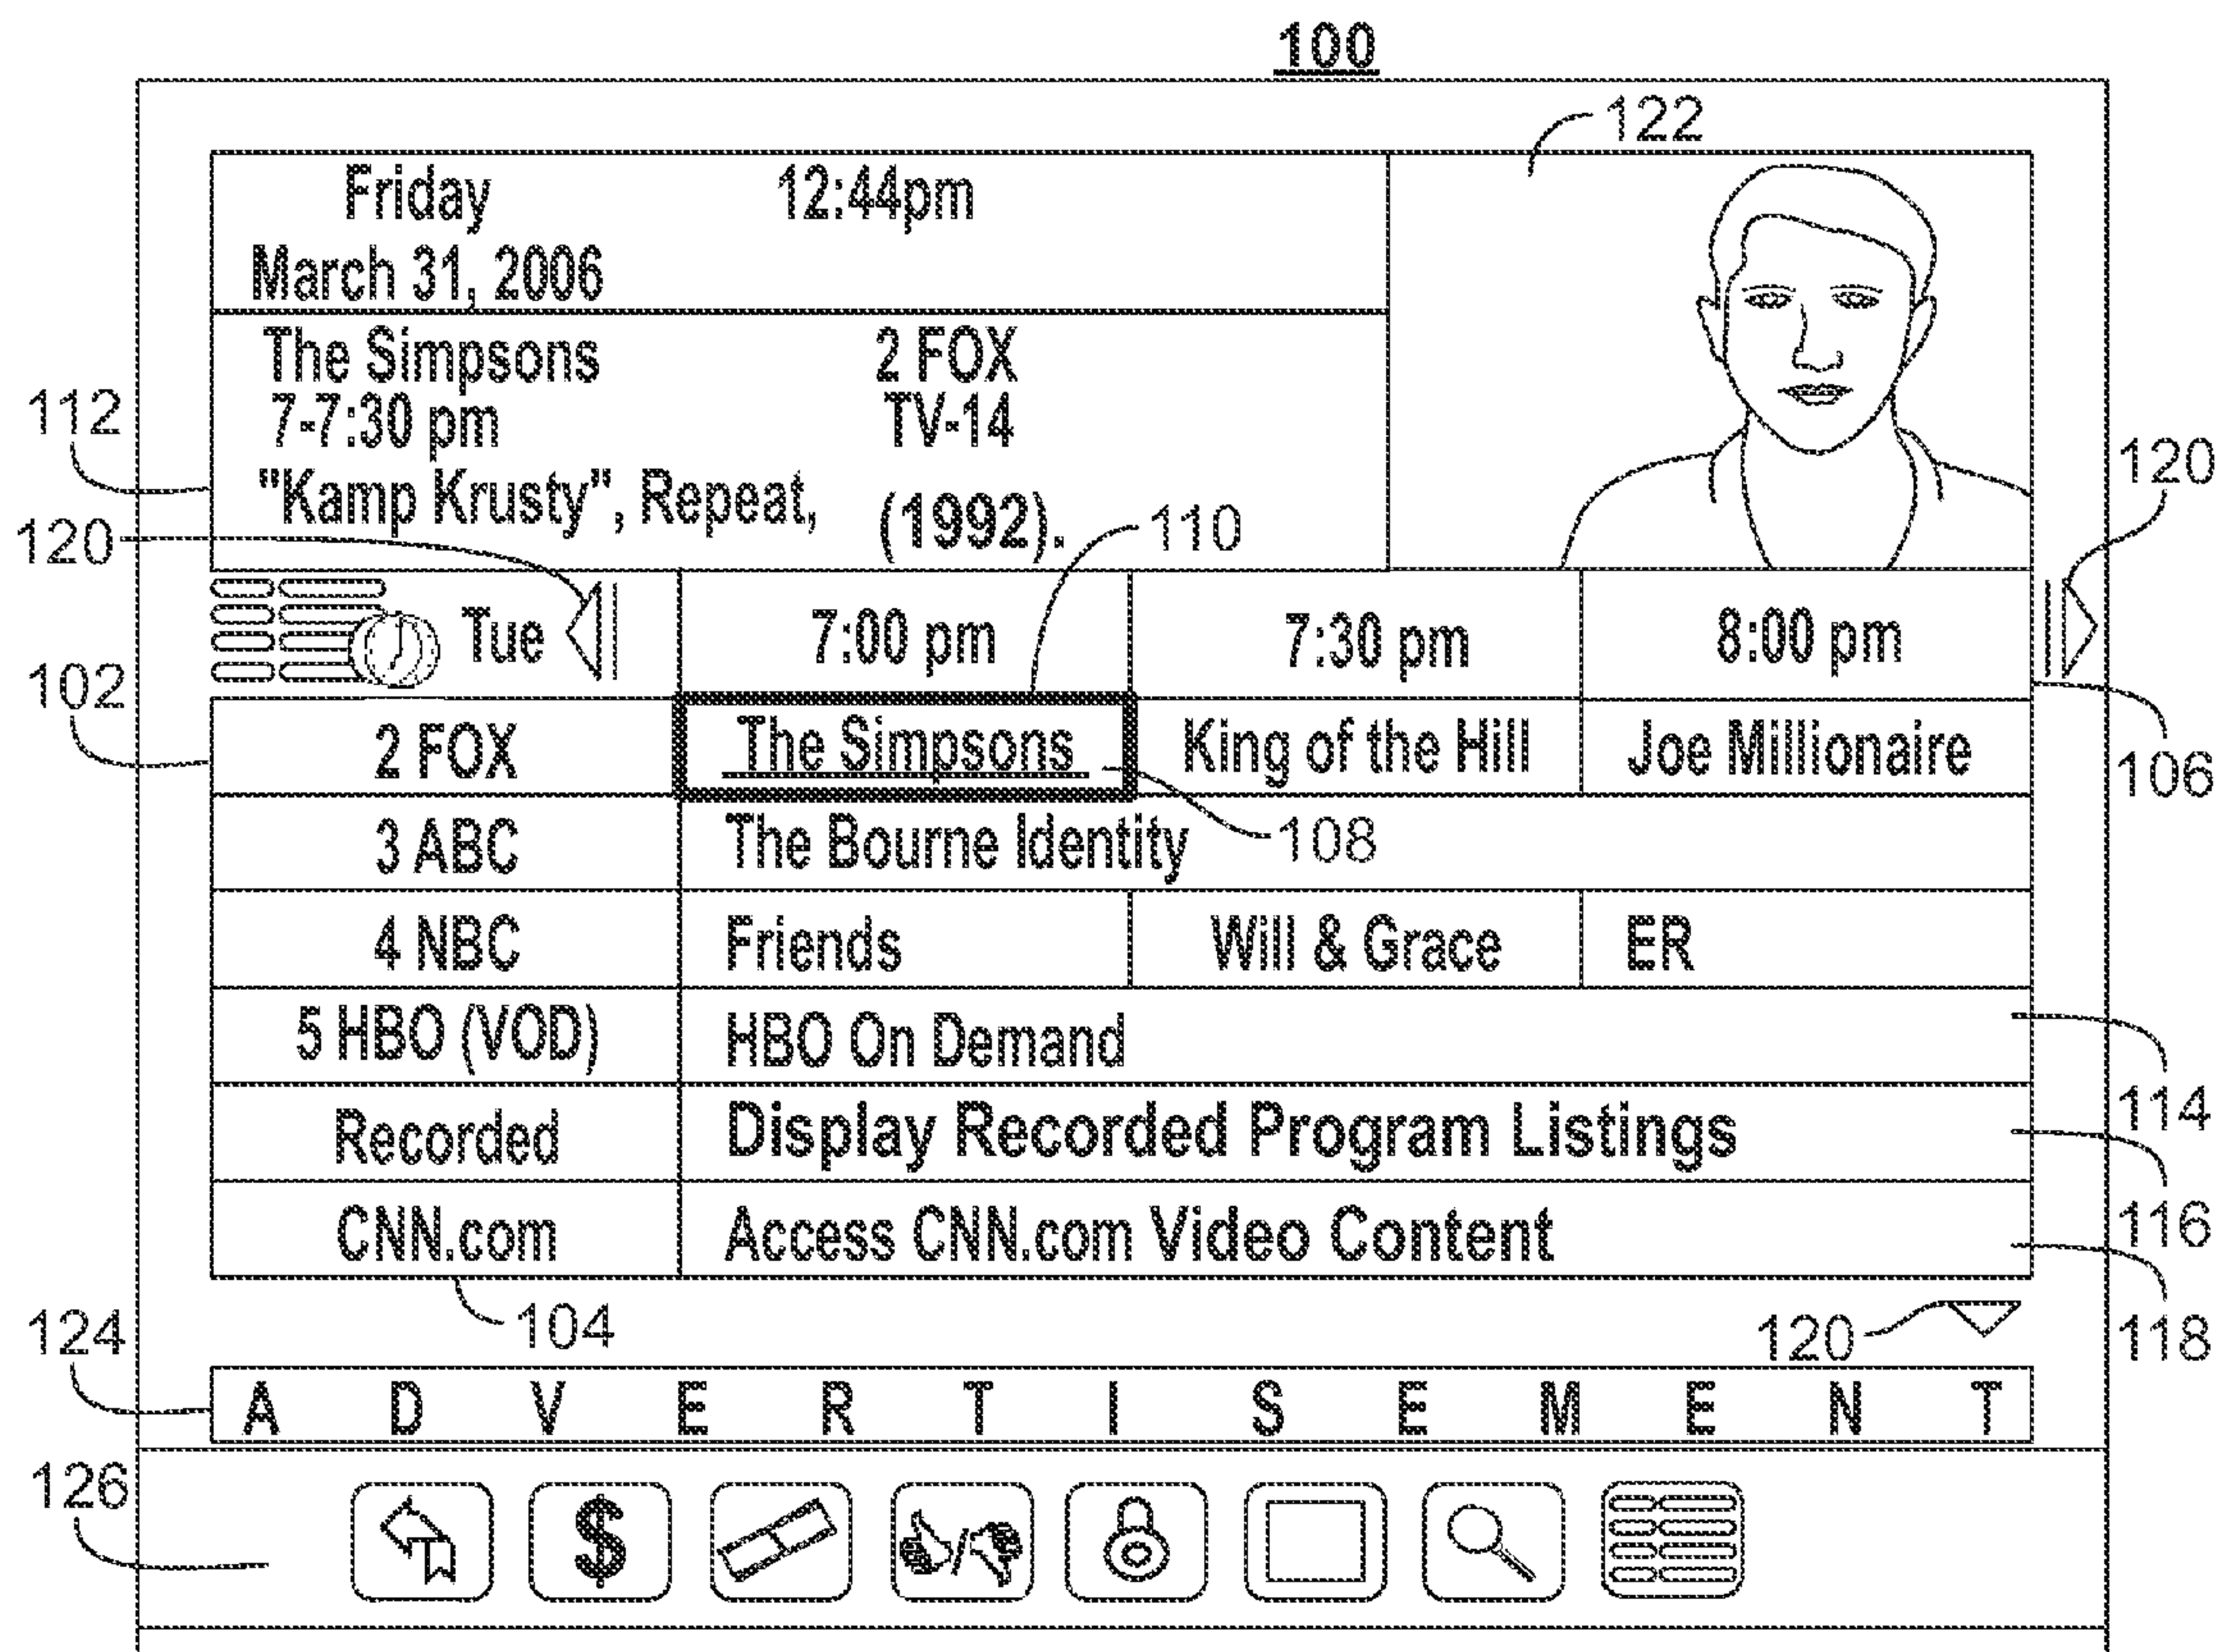 100
122
Friday 12:44pm
March 31, 2006
The Simpsons 2 FOX
112
7-7:30 pm TV-14
120
"Kamp Krusty", Repeat, (1992).
110
120
Tue 7:00 pm 7:30 pm 8:00 pm
102
2 FOX The Simpsons King of the Hill Joe Millionaire
106
3 ABC The Bourne Identity 108
4 NBC Friends Will & Grace ER
5 HBO (VOD) HBO On Demand
114
Recorded Display Recorded Program Listings
116
CNN.com Access CNN.com Video Content
124 104 120 118
A D V E R T I S E M E N T
126
$